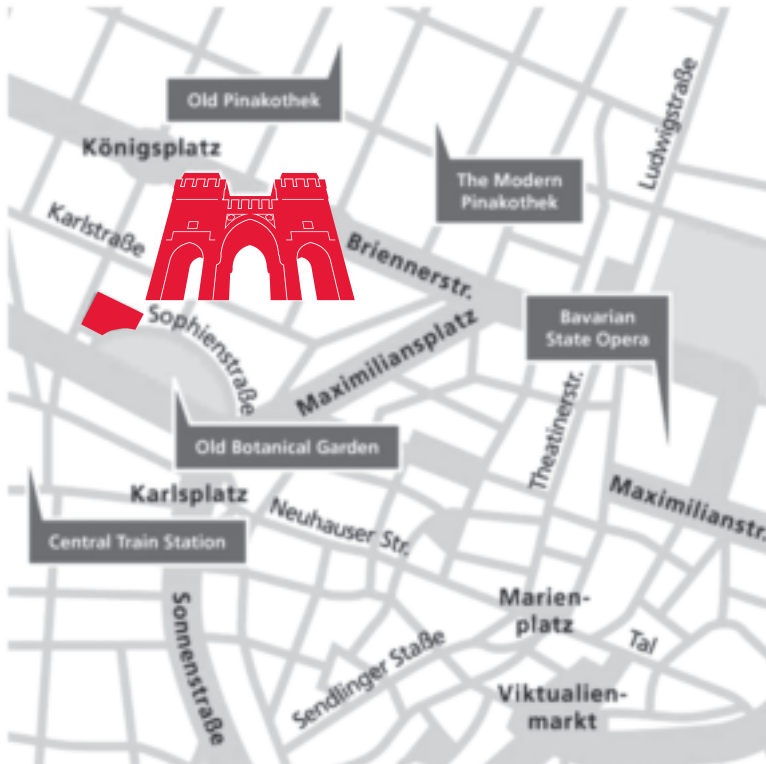 Old Pinakothek
Ludwigstraße
Königsplatz
The Modern
Pinakothek
Karlstraße
Briennerstr.
Sophienstraße
Maximiliansplatz
Bavarian
State Opera
Theatinerstr.
Old Botanical Garden
Karlsplatz
Neuhauser Str.
Maximilianstr.
Central Train Station
Sonnenstraße
Marien-
platz
Tal
Sendlinger Staße
Viktualien-
markt